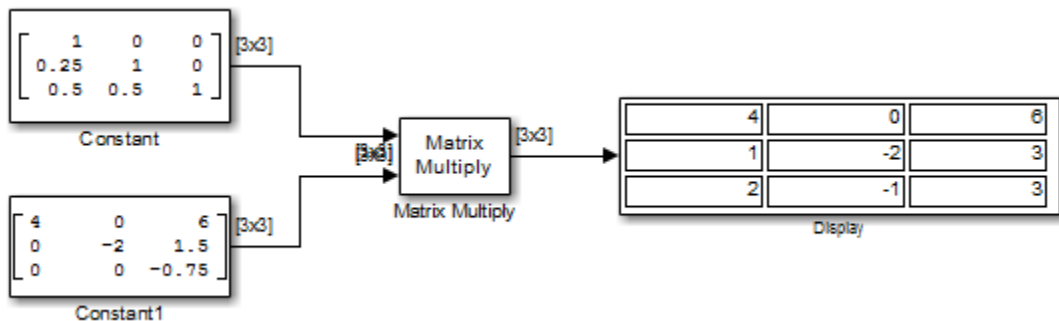 1 0 0
0.25 1 0
0.5 0.5 1
[3x3]
Constant
4 0 6
0 -2 1.5
0 0 -0.75
[3x3]
Constant1
Matrix
Multiply
Matrix Multiply
[3x3]
4 0 6
1 -2 3
2 -1 3
Display